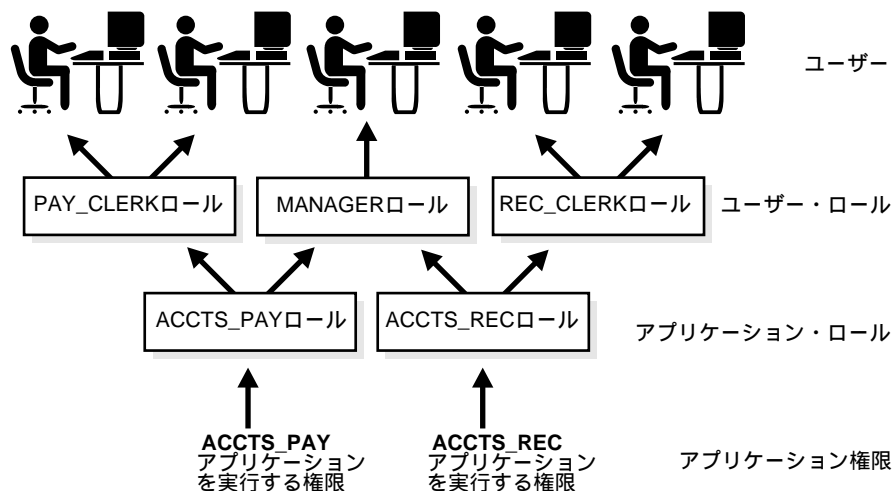 ユーザー
PAY_CLERKロール
MANAGERロール
REC_CLERKロール
ユーザー・ロール
ACCTS_PAYロール
ACCTS_RECロール
アプリケーション・ロール
ACCTS_PAY
アプリケーション
を実行する権限
ACCTS_REC
アプリケーション
を実行する権限
アプリケーション権限